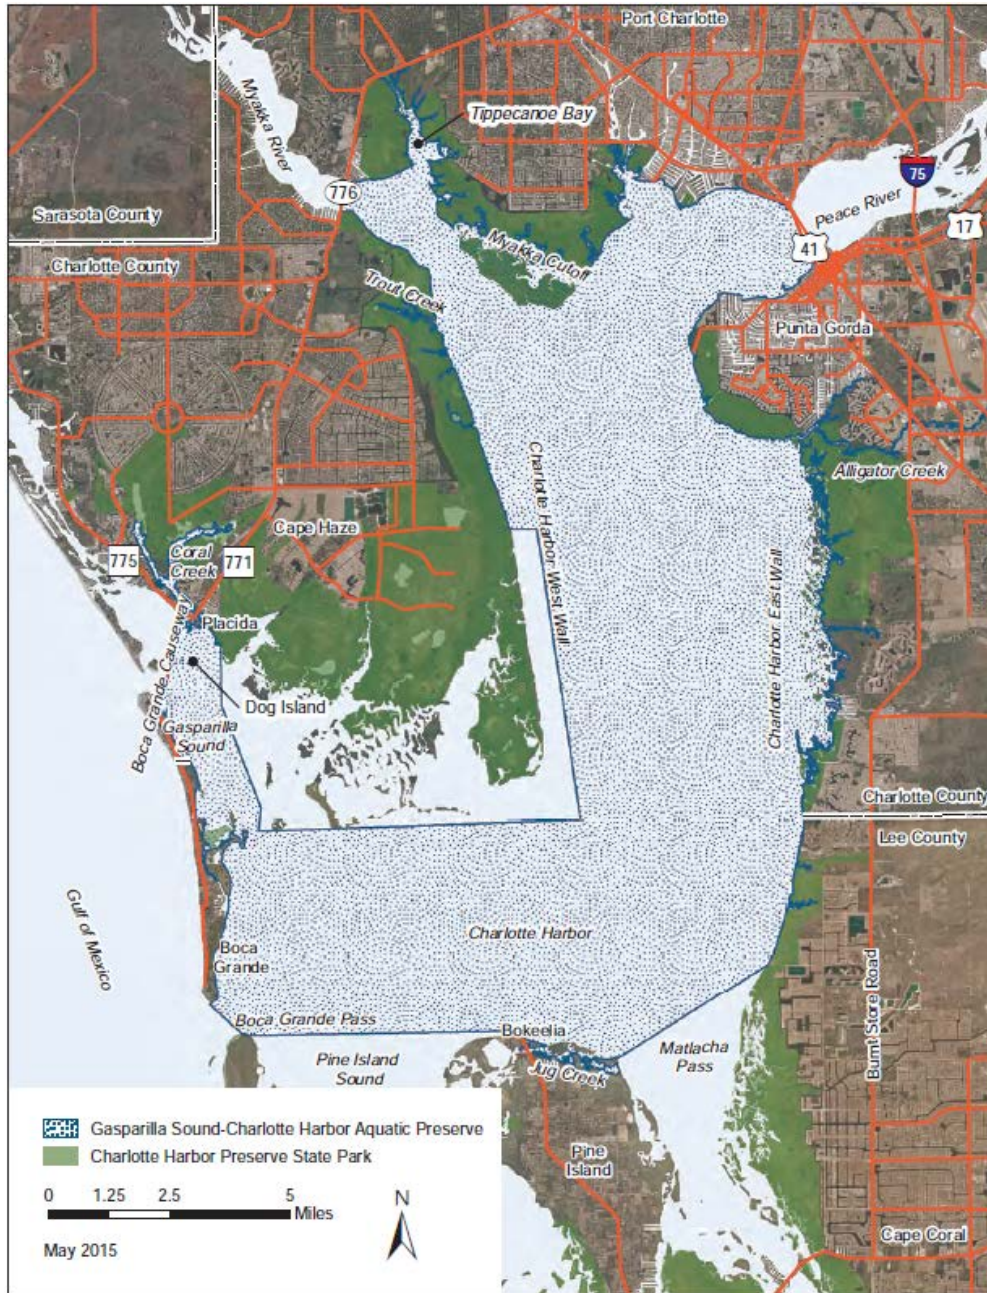 Port Charlotte
Tippecanoe Bay
Myakka River
776
75
Peace River
17
41
Sarasota County
Charlotte County
Myakka Cutoff
Trout Creek
Punta Gorda
Alligator Creek
Charlotte Harbor West Wall
Charlotte Harbor East Wall
Cape Haze
775
Coral
Creek
771
Placida
Boca Grande Causeway
Dog Island
Gasparilla
Sound
Charlotte County
Lee County
Gulf of Mexico
Charlotte Harbor
Boca
Grande
Burnt Store Road
Boca Grande Pass
Bokeelia
Pine Island
Sound
Jug Creek
Matlacha
Pass
Pine
Island
Cape Coral
Gasparilla Sound-Charlotte Harbor Aquatic Preserve
Charlotte Harbor Preserve State Park
0 1.25 2.5 5
Miles
N
May 2015